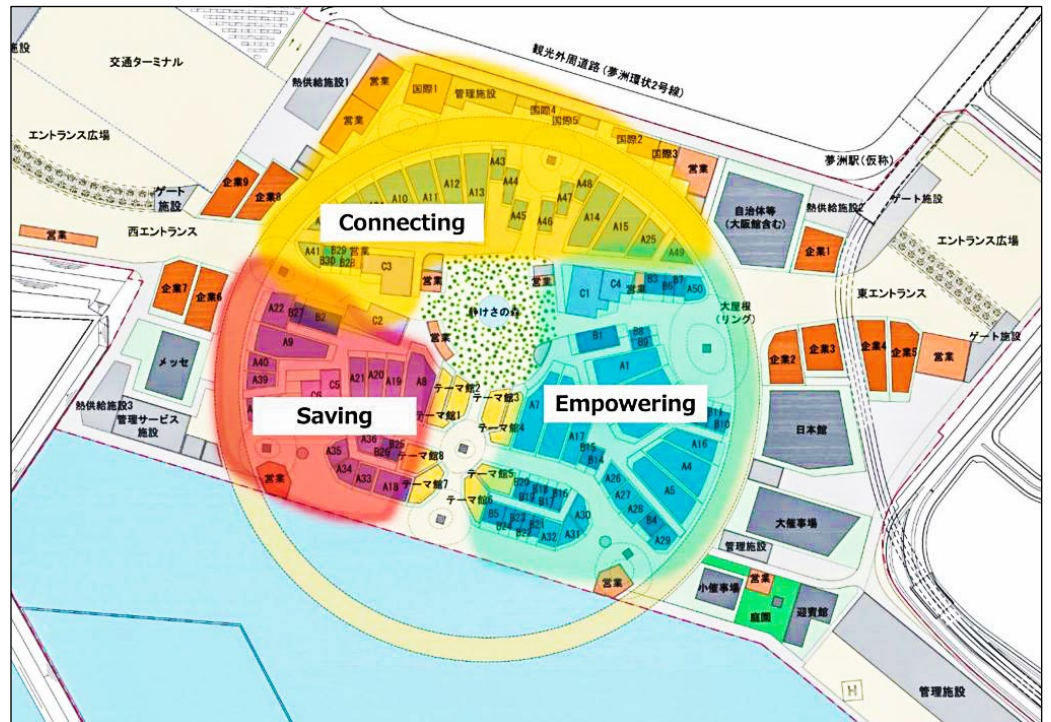 施設
交通ターミナル
熱供給施設1
営業
国際1
管理施設
国際4
国際5
観光外周道路(夢洲環状2号線)
営業
国際2
国際3
営業
夢洲駅(仮称)
エントランス広場
ゲート
施設
企業9
企業8
営業
西エントランス
A10
A11
A12
A13
A43
A44
A45
A46
A47
A48
A14
A15
A25
A49
自治体等
(大阪館含む)
熱供給施設2
企業1
ゲート施設
エントランス広場
東エントランス
Connecting
A41
B29
営業
B30
B28
C3
営業
静けさの森
営業
C1
C4
営業
B3
B6
B7
A50
大屋根
(リング)
企業7
企業6
メッセ
A22
B27
B2
C2
A9
営業
A40
A39
A21
A20
A19
A8
C5
C6
Saving
テーマ館2
テーマ館1
テーマ館3
テーマ館4
B1
B8
B9
A1
A7
Empowering
B11
B10
A16
A4
A5
企業2
企業3
企業4
企業5
営業
ゲート施設
日本館
熱供給施設3
管理サービス
施設
A36
B25
B26
テーマ館8
A35
A34
A33
A18
テーマ館7
テーマ館5
テーマ館6
営業
A17
B15
B14
B20
B19
B18
B17
B16
A26
A27
A28
B4
A29
B5
B24
B23
B22
B21
A32
A31
A30
営業
大催事場
管理施設
小催事場
営業
庭園
迎賓館
管理施設
H